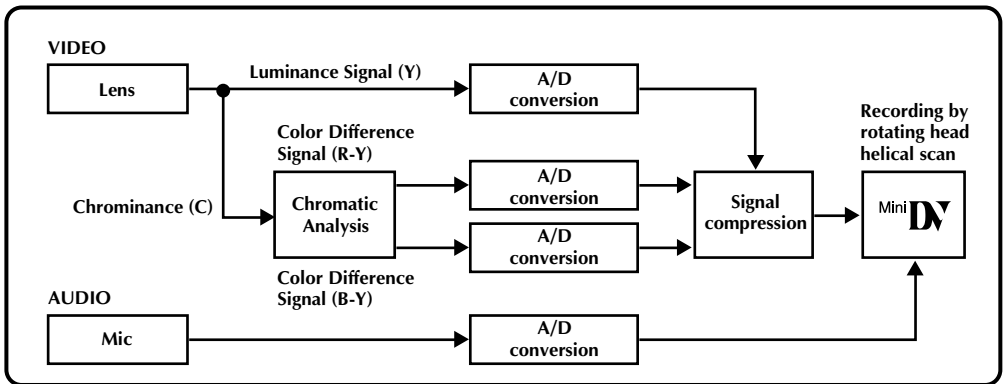 VIDEO
Lens
Luminance Signal (Y)
A/D
conversion
Recording by
rotating head
helical scan
Color Difference
Signal (R-Y)
Chrominance (C)
Chromatic
Analysis
A/D
conversion
A/D
conversion
Signal
compression
Mini DV
Color Difference
Signal (B-Y)
AUDIO
Mic
A/D
conversion